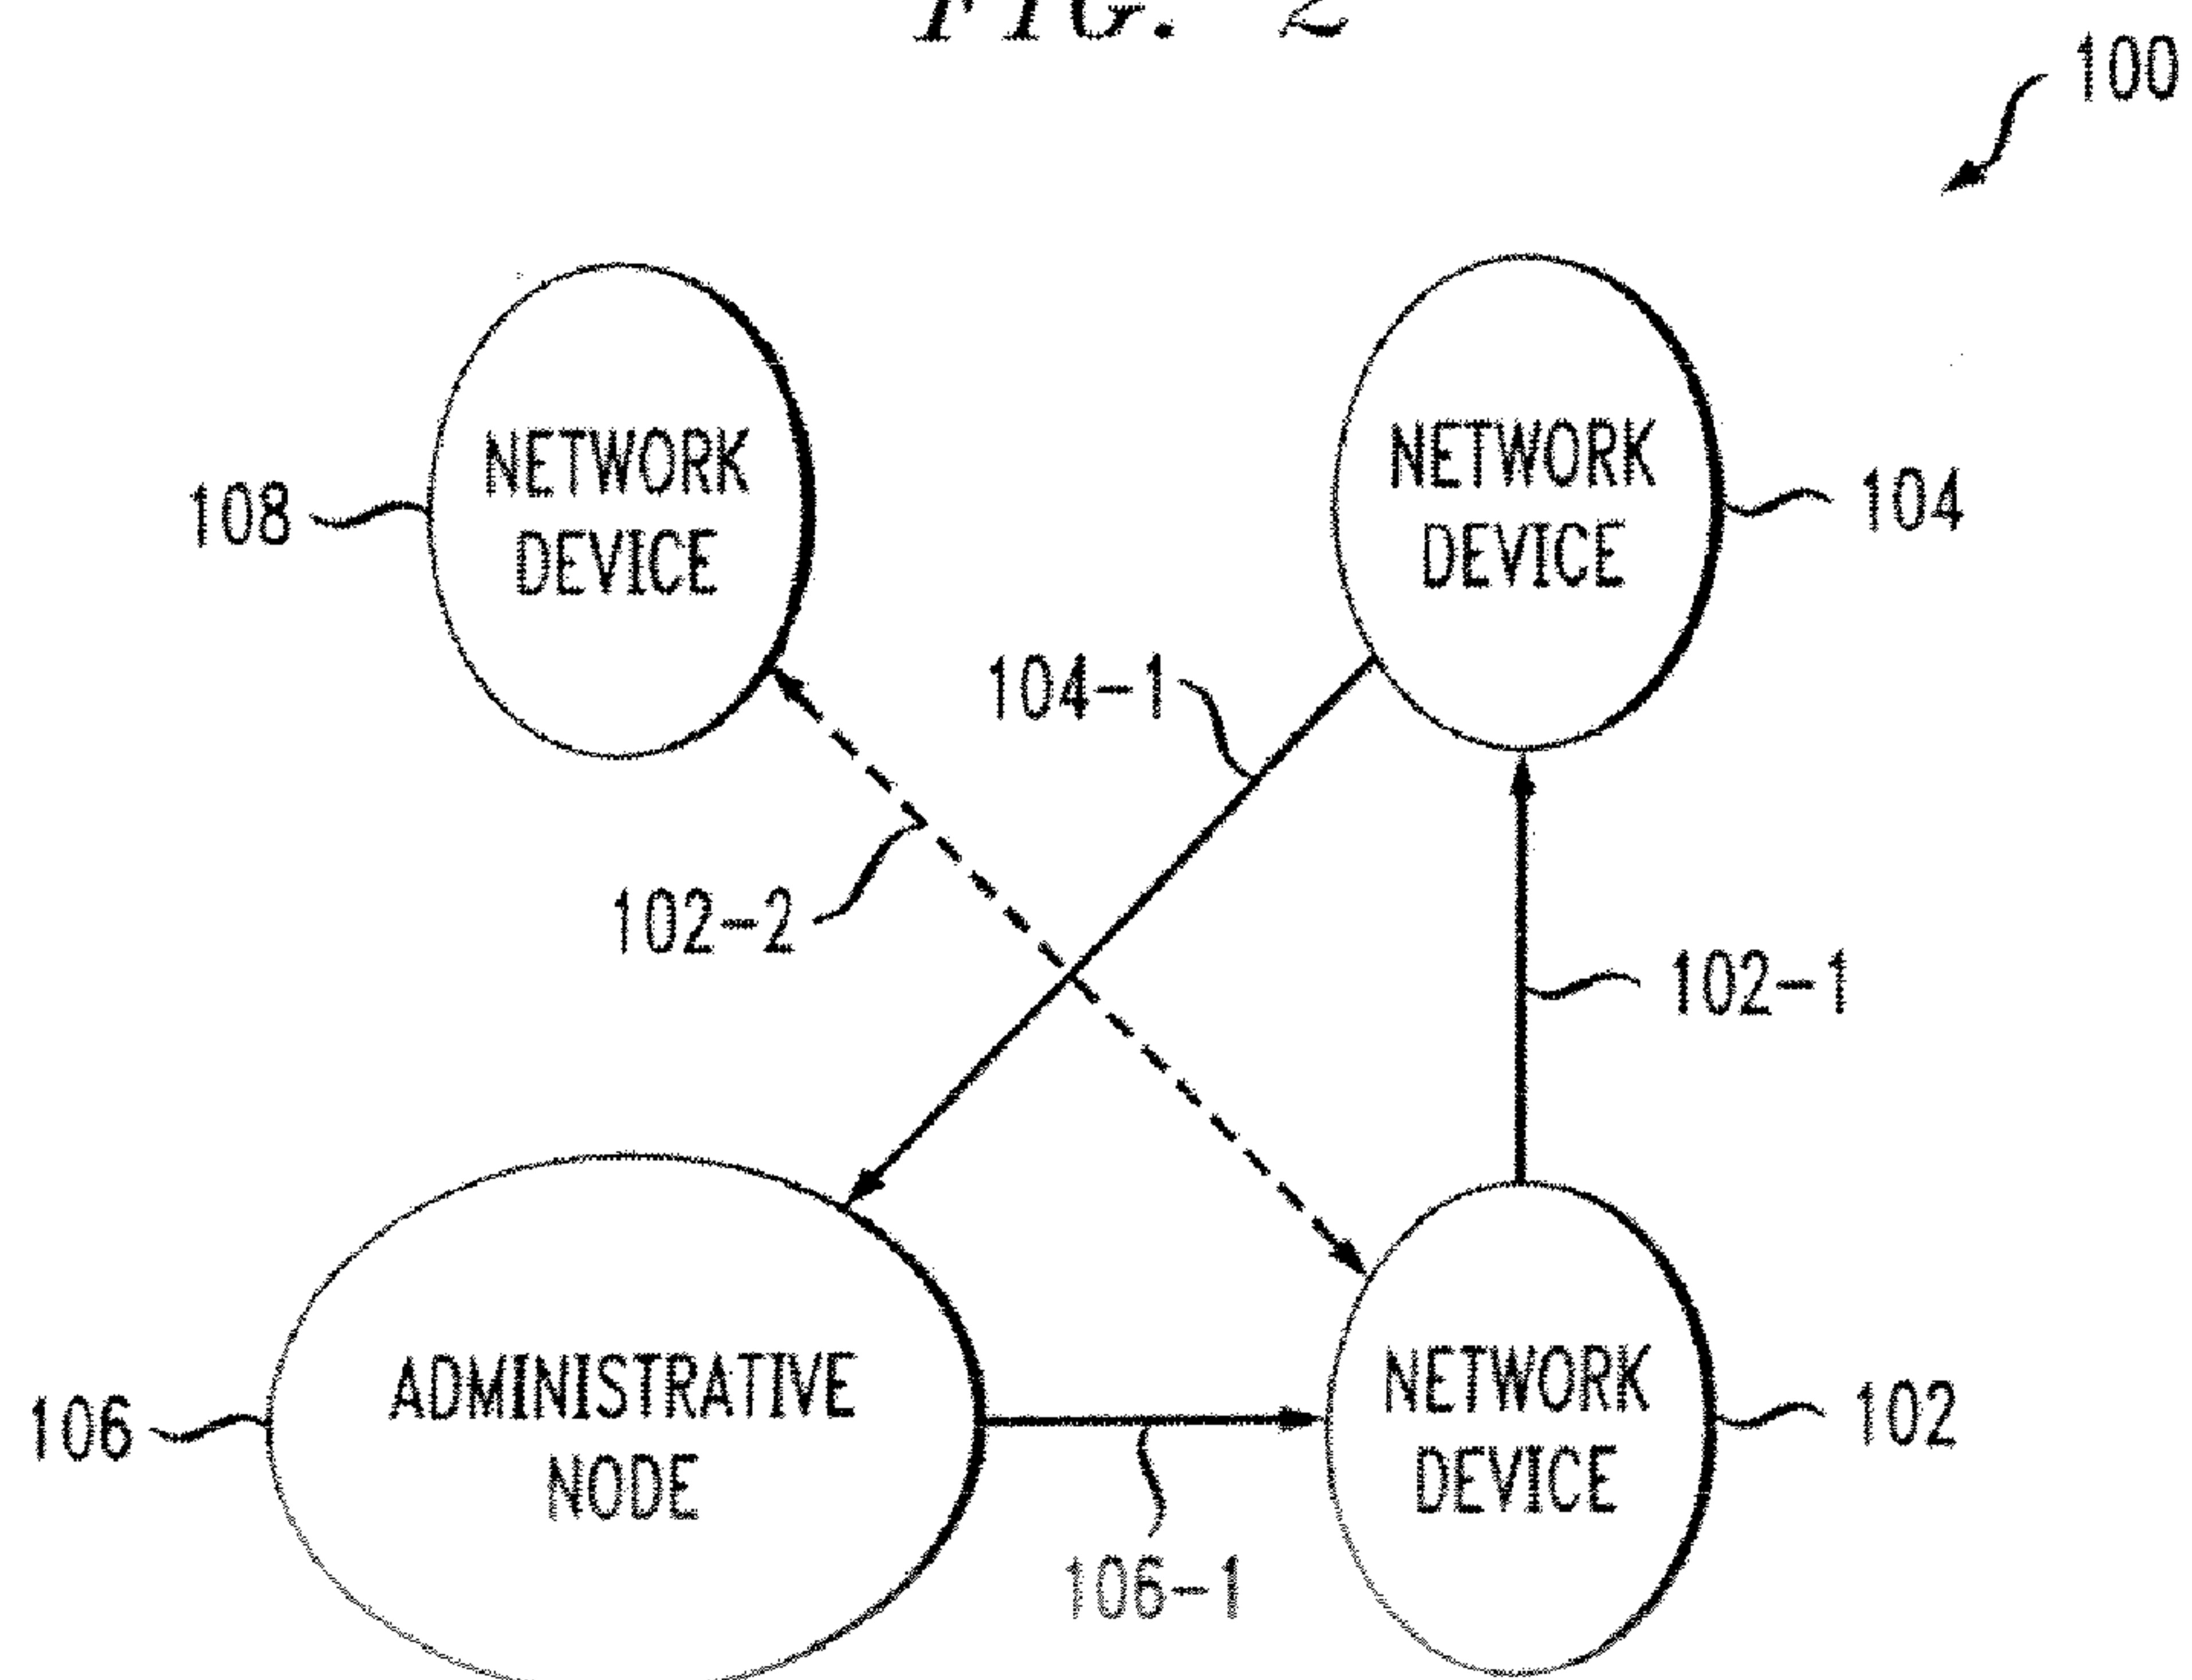 FIG. 2
100
NETWORK
DEVICE
108
NETWORK
DEVICE
104
104-1
102-2
102-1
ADMINISTRATIVE
NODE
106
NETWORK
DEVICE
102
106-1